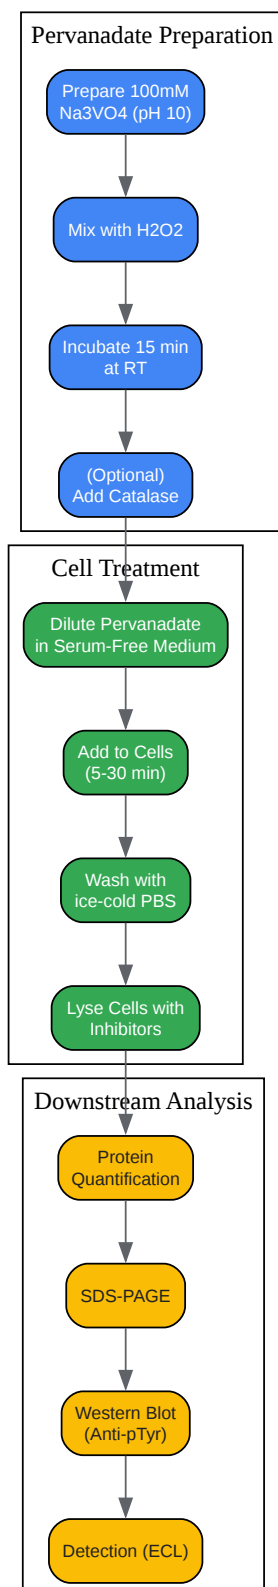 Pervanadate Preparation
Prepare 100mM
Na3VO4 (pH 10)
Mix with H2O2
Incubate 15 min
at RT
(Optional)
Add Catalase
Cell Treatment
Dilute Pervanadate
in Serum-Free Medium
Add to Cells
(5-30 min)
Wash with
ice-cold PBS
Lyse Cells with
Inhibitors
Downstream Analysis
Protein
Quantification
SDS-PAGE
Western Blot
(Anti-pTyr)
Detection (ECL)